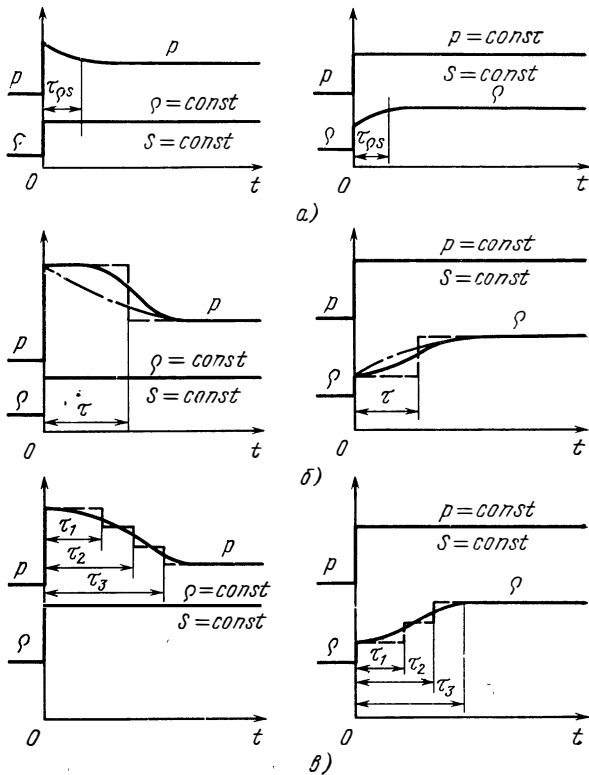 p
p
τρs
ρ = const
ρ
S = const
0
t
p = const
p
S = const
ρ
ρ
τρs
0
t
а)
p
p
ρ = const
ρ
τ
S = const
0
t
p = const
S = const
p
ρ
ρ
τ
0
t
б)
τ1
τ2
p
p
τ3
ρ = const
S = const
ρ
0
t
p = const
p
S = const
ρ
ρ
τ1
τ2
τ3
0
t
в)